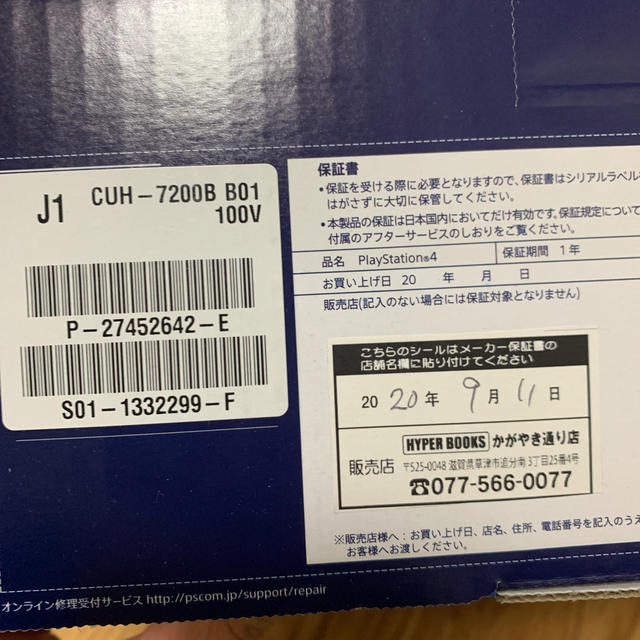 J1 CUH-7200B B01
100V
P-27452642-E
S01-1332299-F
保証書
•保証を受ける際に必要となりますので、保証書はシリアルラベルを
はがさずに大切に保管してください。
•本製品の保証は日本国内においてだけ有効です。保証規定について
付属のアフターサービスのしおりをご覧ください。
品名 PlayStation®4 保証期間 1年
お買い上げ日 20 年 月 日
販売店(記入のない場合には保証対象となりません)
こちらのシールはメーカー保証書の
店舗名欄に貼り付けてください
20 20年 9月 11日
販売店
HYPER BOOKS かがやき通り店
〒525-0048 滋賀県草津市追分南3丁目25番4号
☎077-566-0077
※販売店様へ:お買い上げ日、店名、住所、電話番号を記入のうえ
お客様へお渡しください。
オンライン修理受付サービス http://pscom.jp/support/repair